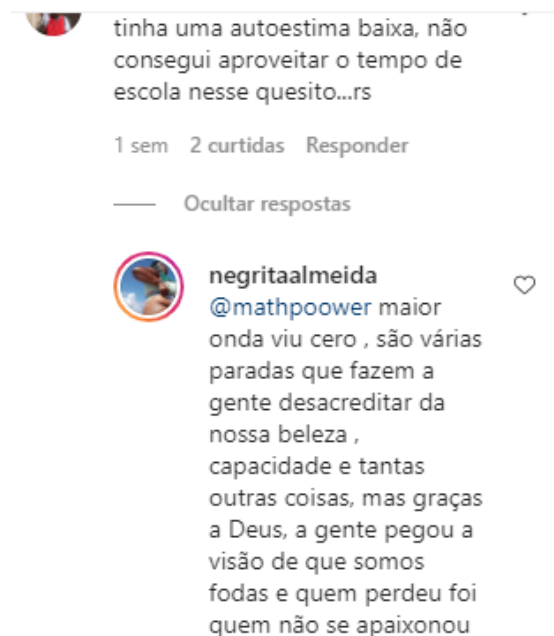 tinha uma autoestima baixa, não
consegui aproveitar o tempo de
escola nesse quesito...rs
1 sem 2 curtidas Responder
Ocultar respostas
negritaalmeida
@mathpoower maior
onda viu cero , são várias
paradas que fazem a
gente desacreditar da
nossa beleza ,
capacidade e tantas
outras coisas, mas graças
a Deus, a gente pegou a
visão de que somos
fodas e quem perdeu foi
quem não se apaixonou